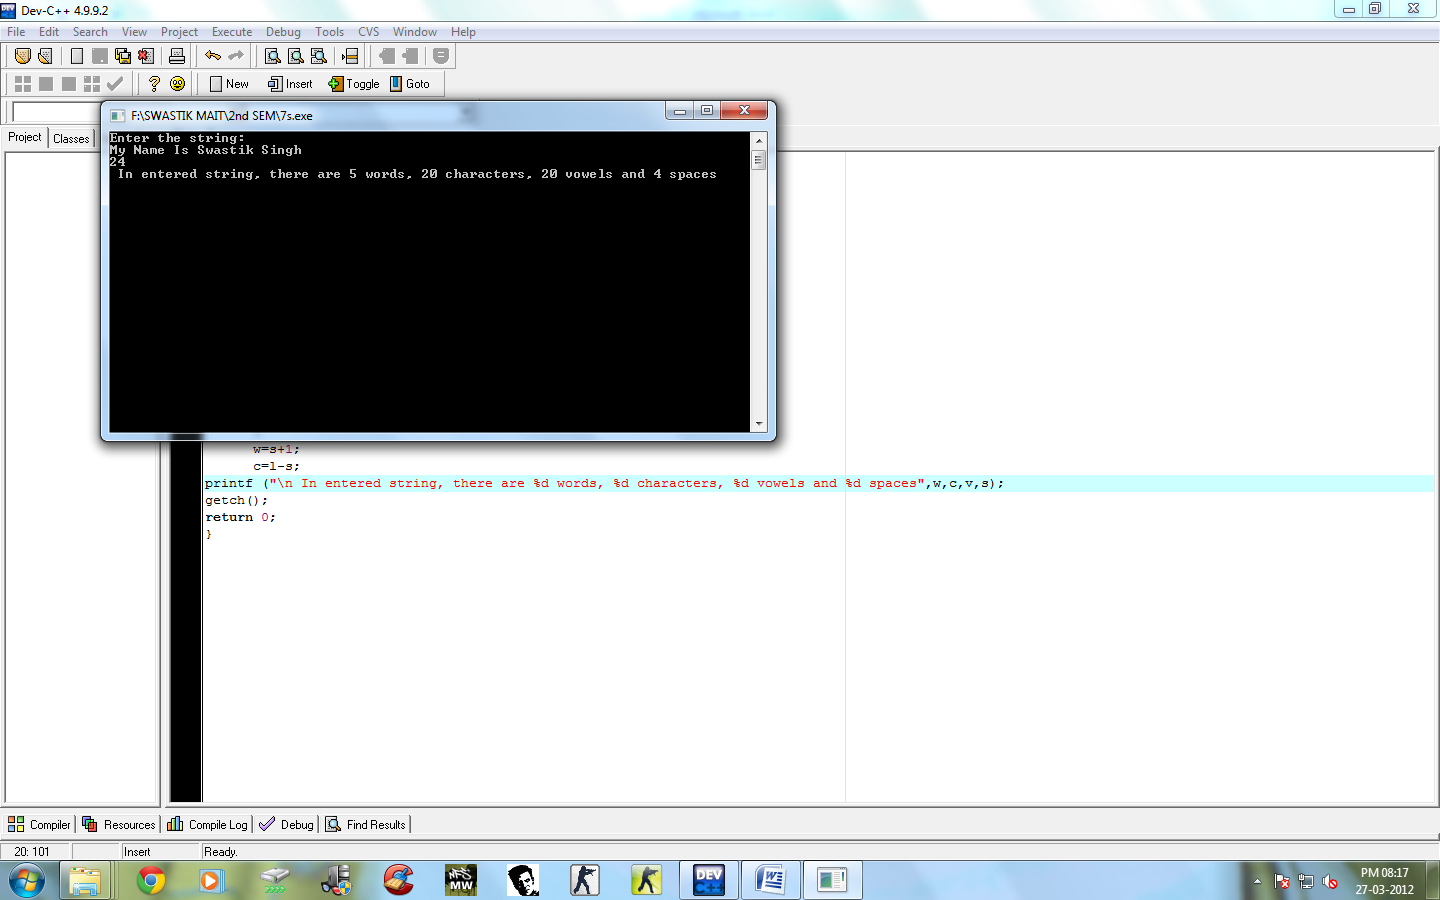 Dev-C++ 4.9.9.2
File Edit Search View Project Execute Debug Tools CVS Window Help
New Insert Toggle Goto
F:\SWASTIK MAIT\2nd SEM\7s.exe
Project Classes
Enter the string:
My Name Is Swastik Singh
24
In entered string, there are 5 words, 20 characters, 20 vowels and 4 spaces
w=s+1;
c=l-s;
printf ("\n In entered string, there are %d words, %d characters, %d vowels and %d spaces",w,c,v,s);
getch();
return 0;
}
Compiler Resources Compile Log Debug Find Results
20: 101 Insert Ready.
NFS
MW
DEV
C++
PM 08:17
27-03-2012